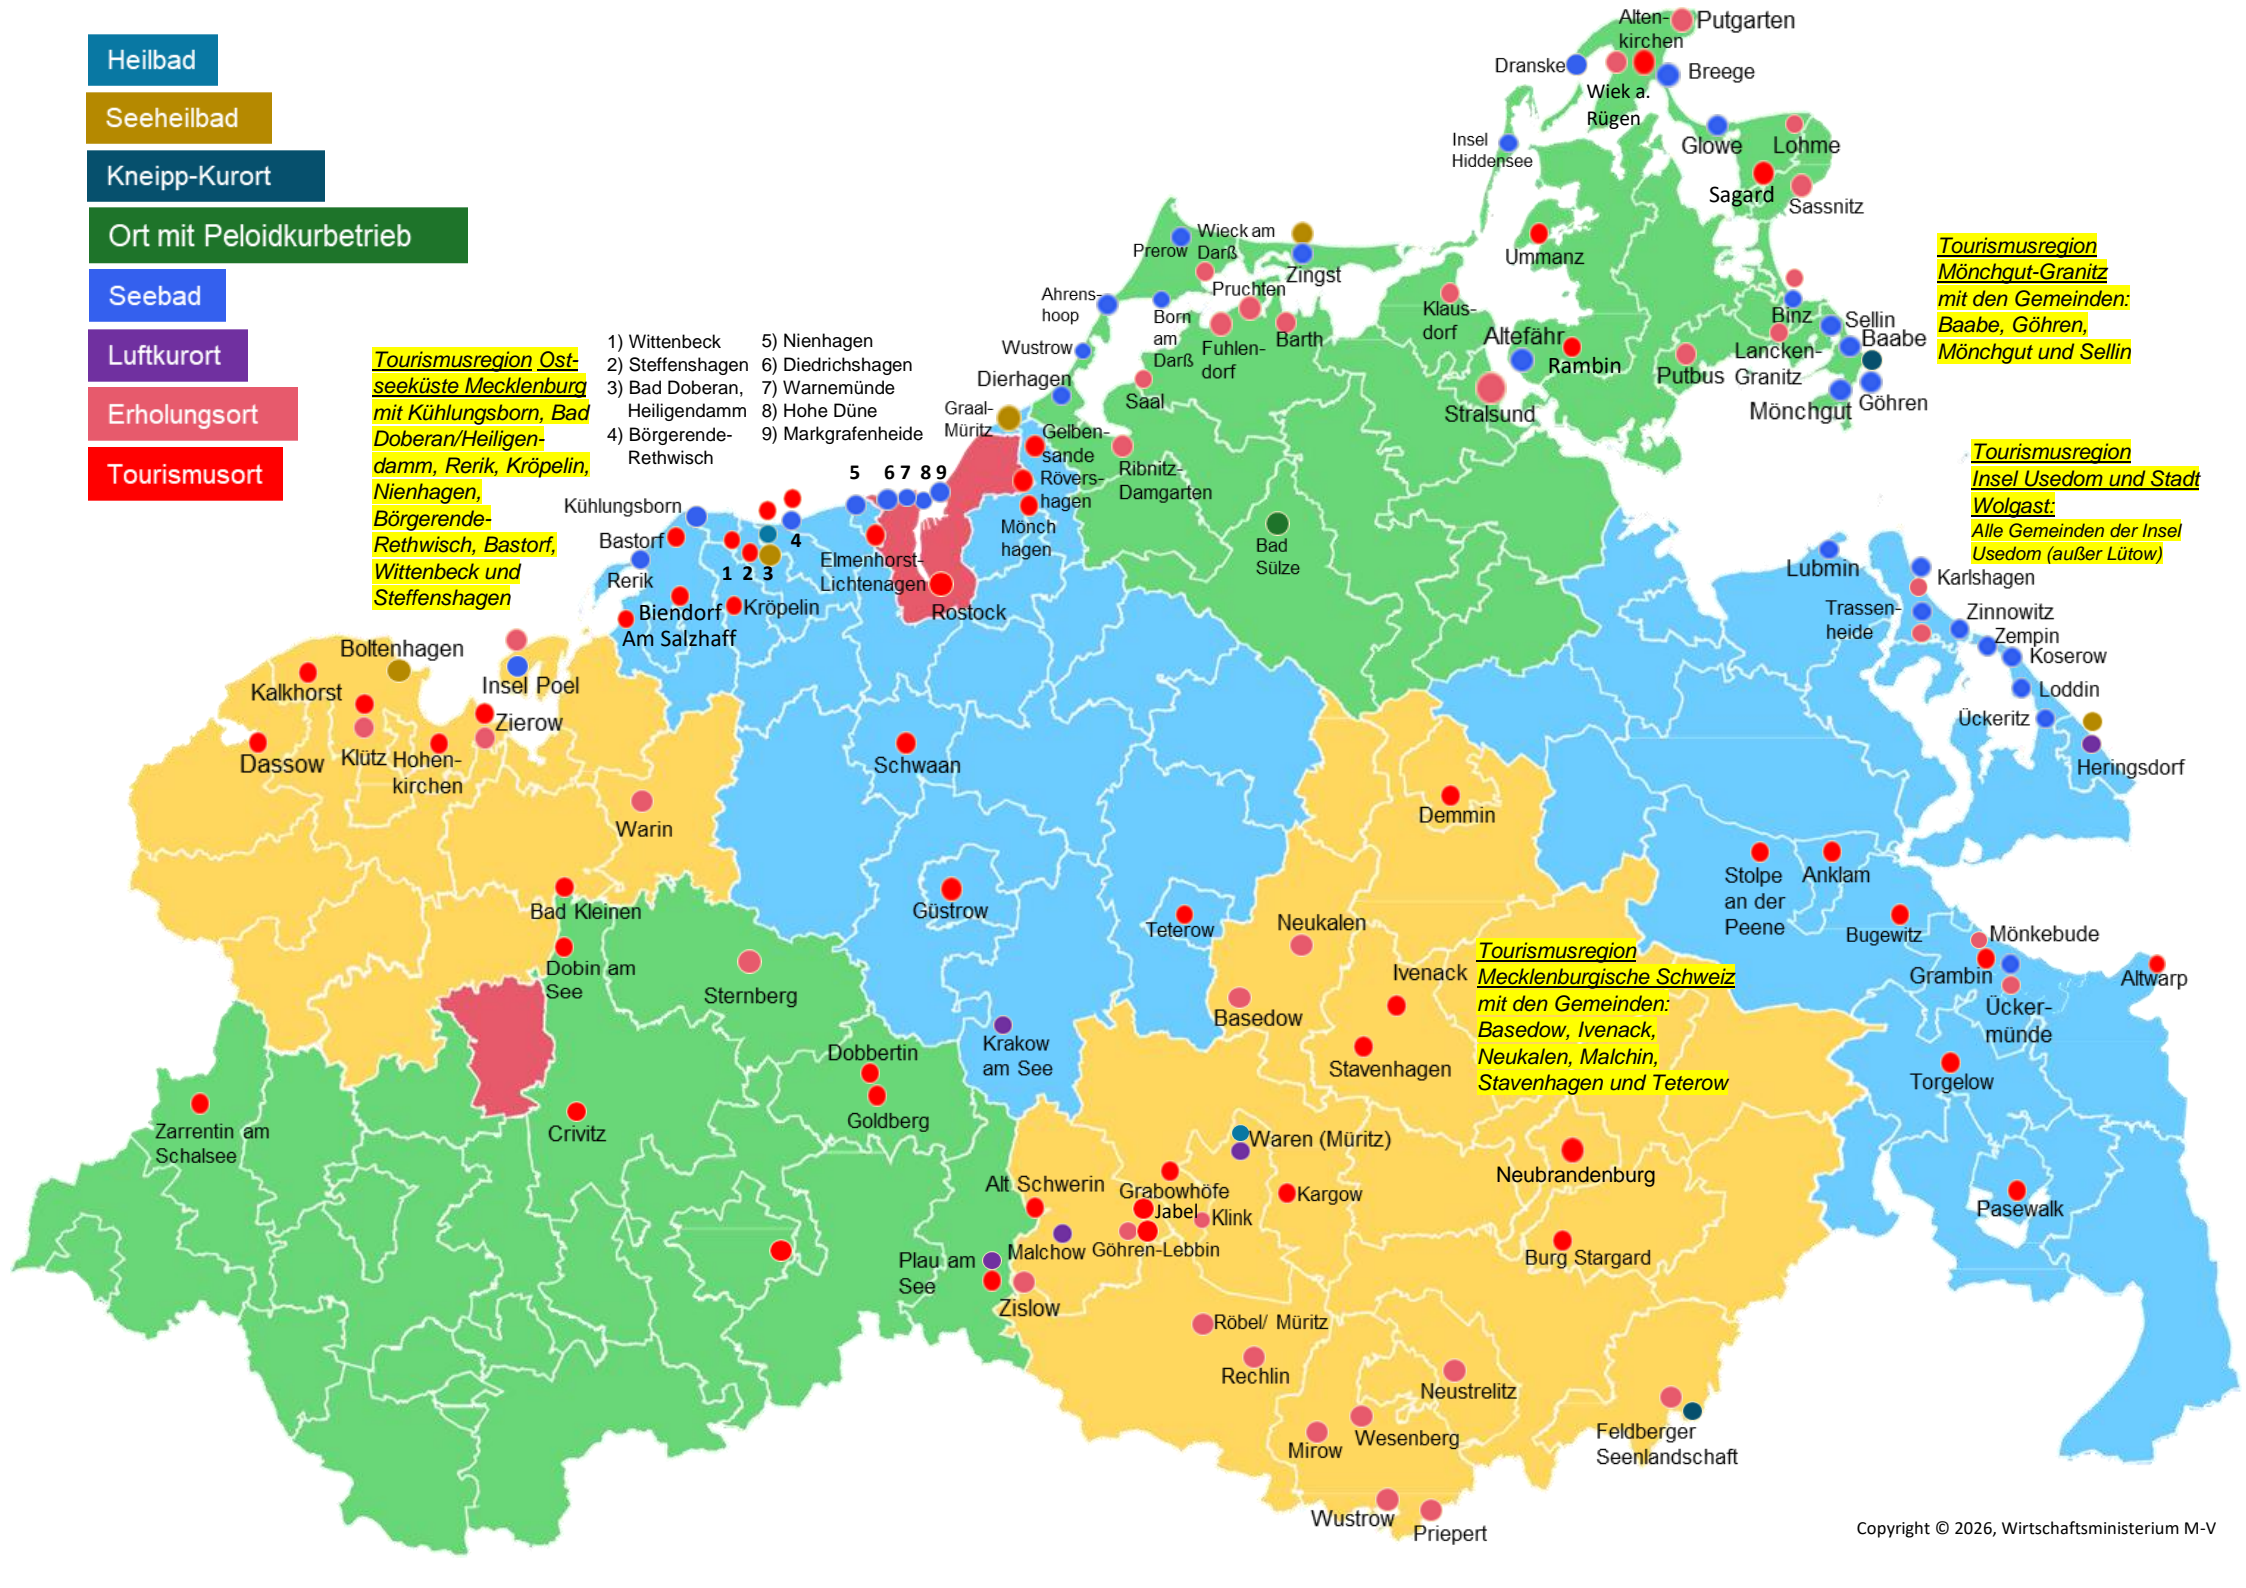 Heilbad
Seeheilbad
Kneipp-Kurort
Ort mit Peloidkurbetrieb
Seebad
Luftkurort
Erholungsort
Tourismusort
Tourismusregion Ost-
seeküste Mecklenburg
mit Kühlungsborn, Bad
Doberan/Heiligen-
damm, Rerik, Kröpelin,
Nienhagen,
Börgerende-
Rethwisch, Bastorf,
Wittenbeck und
Steffenshagen
1) Wittenbeck
2) Steffenshagen
3) Bad Doberan,
Heiligendamm
4) Börgerende-
Rethwisch
5) Nienhagen
6) Diedrichshagen
7) Warnemünde
8) Hohe Düne
9) Markgrafenheide
Alten-
kirchen
Putgarten
Dranske
Breege
Wiek a.
Rügen
Insel
Hiddensee
Glowe
Lohme
Sagard
Sassnitz
Ummanz
Tourismusregion
Mönchgut-Granitz
mit den Gemeinden:
Baabe, Göhren,
Mönchgut und Sellin
Prerow
Wieck am
Darß
Zingst
Pruchten
Ahrens-
hoop
Born
am
Darß
Fuhlen-
dorf
Barth
Klaus-
dorf
Altefähr
Rambin
Binz
Sellin
Baabe
Lancken-
Granitz
Putbus
Mönchgut
Göhren
Wustrow
Dierhagen
Saal
Stralsund
Graal-
Müritz
Gelben-
sande
Rövers-
hagen
Mönch
hagen
Ribnitz-
Damgarten
Bad
Sülze
Tourismusregion
Insel Usedom und Stadt
Wolgast:
Alle Gemeinden der Insel
Usedom (außer Lütow)
5 6 7 8 9
Kühlungsborn
4
Bastorf
Rerik
1 2 3
Elmenhorst-
Lichtenagen
Rostock
Biendorf
Kröpelin
Am Salzhaff
Lubmin
Karlshagen
Trassen-
heide
Zinnowitz
Zempin
Koserow
Loddin
Ückeritz
Heringsdorf
Boltenhagen
Insel Poel
Kalkhorst
Zierow
Klütz
Hohen-
kirchen
Dassow
Warin
Schwaan
Demmin
Bad Kleinen
Güstrow
Teterow
Neukalen
Stolpe
an der
Peene
Anklam
Bugewitz
Mönkebude
Grambin
Altwarp
Ücker-
münde
Dobin am
See
Sternberg
Ivenack
Basedow
Stavenhagen
Tourismusregion
Mecklenburgische Schweiz
mit den Gemeinden:
Basedow, Ivenack,
Neukalen, Malchin,
Stavenhagen und Teterow
Krakow
am See
Dobbertin
Goldberg
Torgelow
Zarrentin am
Schalsee
Crivitz
Waren (Müritz)
Neubrandenburg
Alt Schwerin
Grabowhöfe
Jabel
Klink
Kargow
Pasewalk
Malchow
Göhren-Lebbin
Burg Stargard
Plau am
See
Zislow
Röbel/ Müritz
Rechlin
Neustrelitz
Feldberger
Seenlandschaft
Mirow
Wesenberg
Wustrow
Priepert
Copyright © 2026, Wirtschaftsministerium M-V